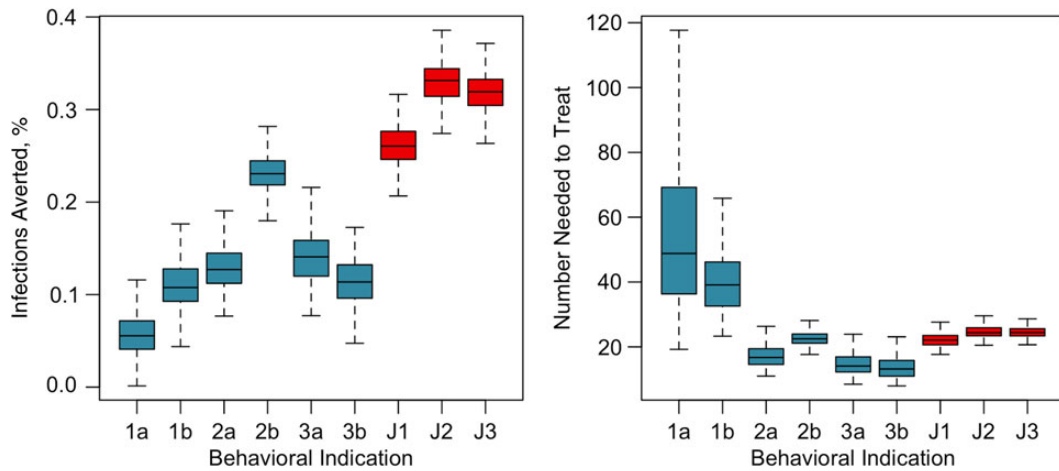 0.4
0.3
0.2
0.1
0.0
Infections Averted, %
1a 1b 2a 2b 3a 3b J1 J2 J3
Behavioral Indication
120
100
80
60
40
20
Number Needed to Treat
1a 1b 2a 2b 3a 3b J1 J2 J3
Behavioral Indication